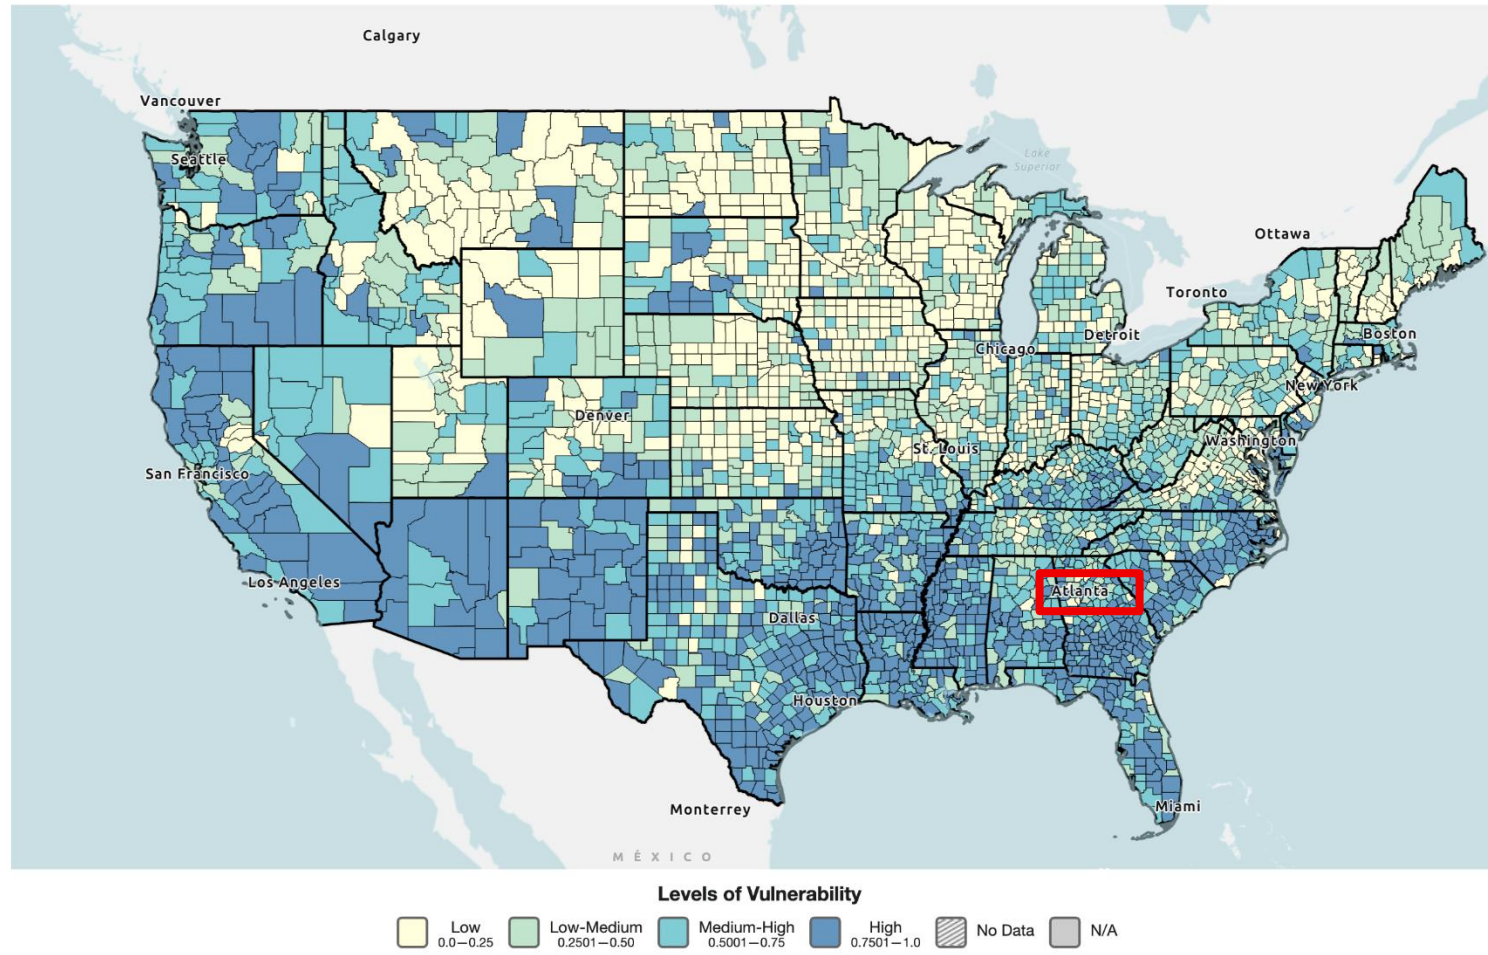 Calgary
Vancouver
Seattle
Lake
Superior
Ottawa
Toronto
Boston
Detroit
Chicago
New York
Denver
Washington
St. Louis
San Francisco
Los Angeles
Atlanta
Dallas
Houston
Monterrey
Miami
MÉXICO
Levels of Vulnerability
Low
0.0—0.25
Low-Medium
0.2501—0.50
Medium-High
0.5001—0.75
High
0.7501—1.0
No Data
N/A